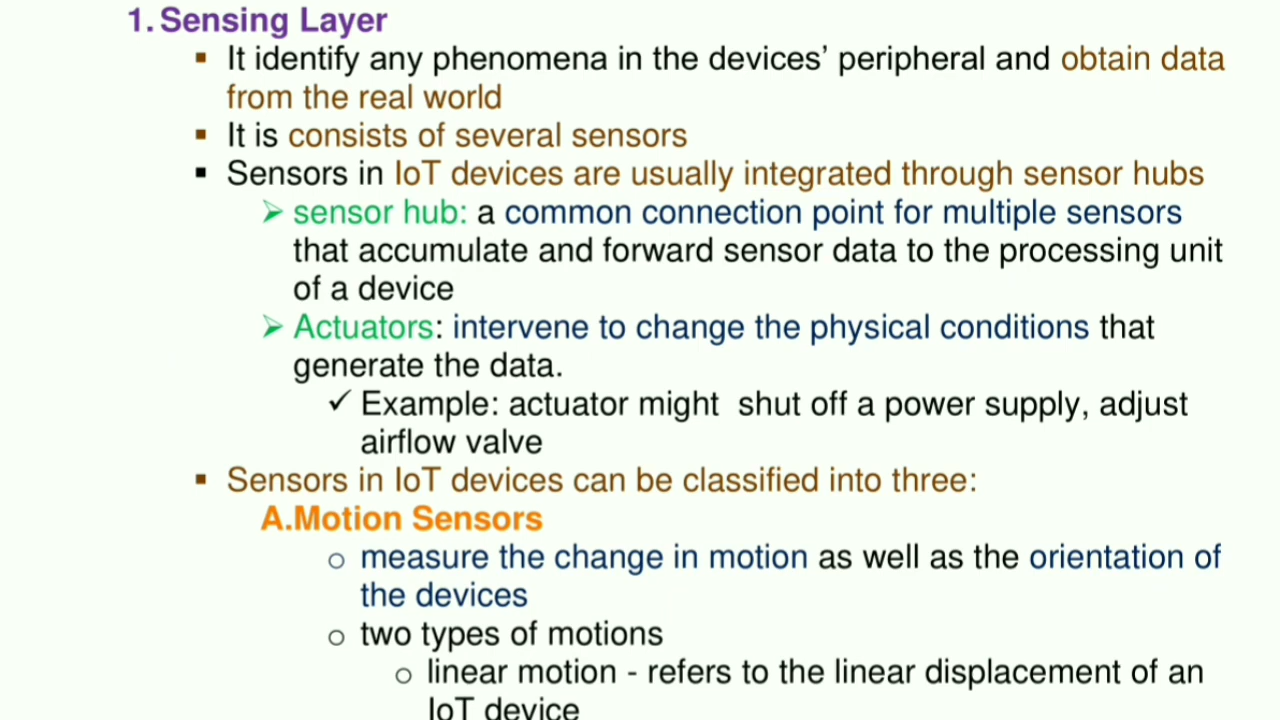 1. Sensing Layer
▪ It identify any phenomena in the devices’ peripheral and obtain data
from the real world
▪ It is consists of several sensors
▪ Sensors in IoT devices are usually integrated through sensor hubs
➢ sensor hub: a common connection point for multiple sensors
that accumulate and forward sensor data to the processing unit
of a device
➢ Actuators: intervene to change the physical conditions that
generate the data.
✓ Example: actuator might shut off a power supply, adjust
airflow valve
▪ Sensors in IoT devices can be classified into three:
A.Motion Sensors
o measure the change in motion as well as the orientation of
the devices
o two types of motions
o linear motion - refers to the linear displacement of an
IoT device